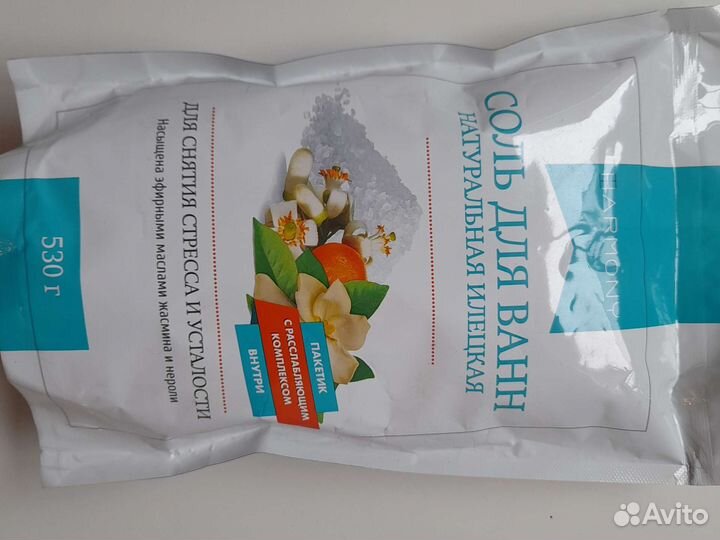 HARMONY
СОЛЬ ДЛЯ ВАНН
НАТУРАЛЬНАЯ ИЛЕЦКАЯ
ПАКЕТИК
С РАССЛАБЛЯЮЩИМ
КОМПЛЕКСОМ
ВНУТРИ
ДЛЯ СНЯТИЯ СТРЕССА И УСТАЛОСТИ
Насыщена эфирными маслами жасмина и нероли
530 г
Avito